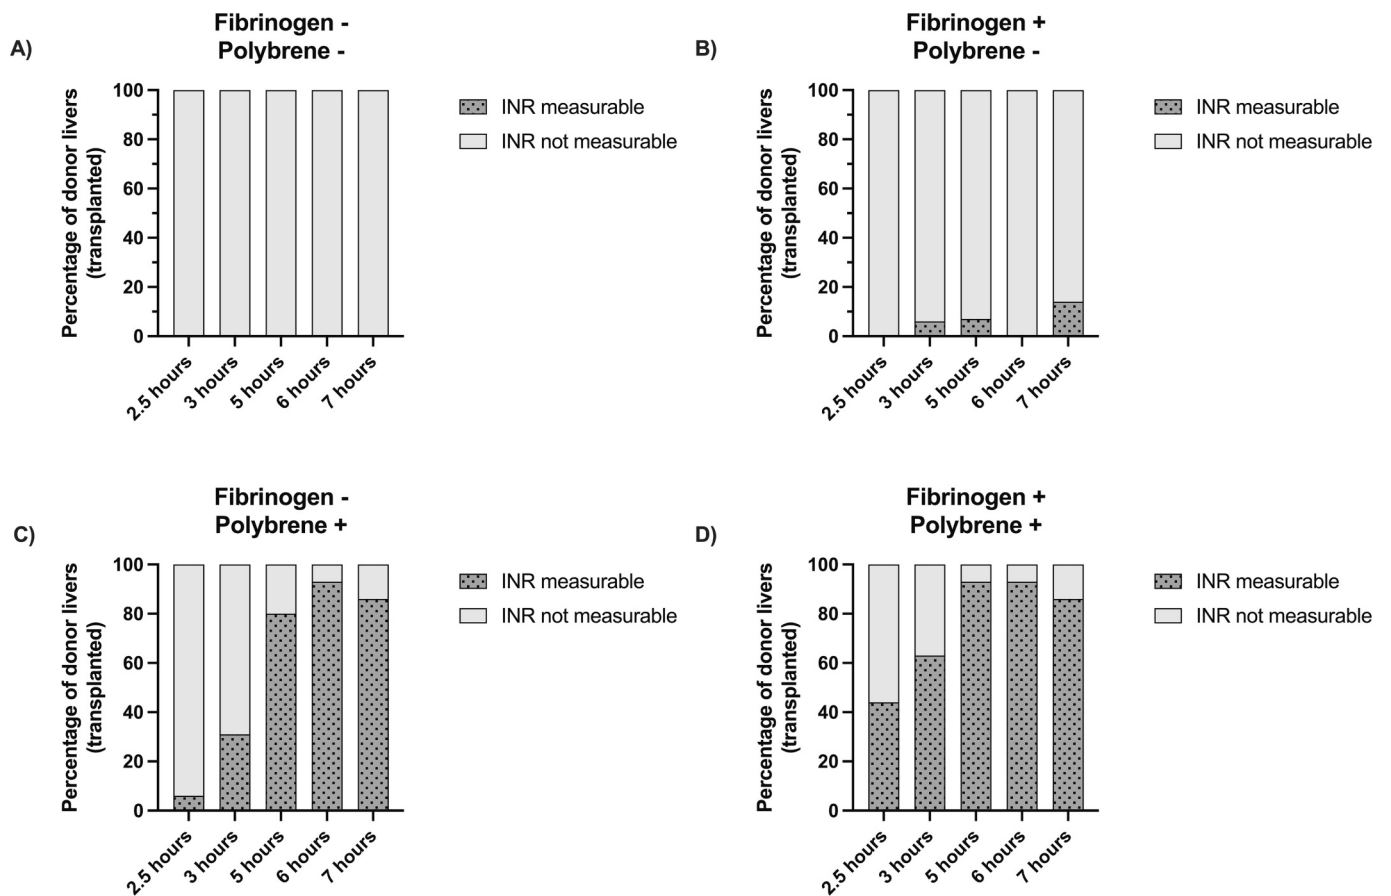 A)
Fibrinogen -
Polybrene -
Percentage of donor livers
(transplanted)
100
80
60
40
20
0
2.5 hours
3 hours
5 hours
6 hours
7 hours
INR measurable
INR not measurable
B)
Fibrinogen +
Polybrene -
Percentage of donor livers
(transplanted)
100
80
60
40
20
0
2.5 hours
3 hours
5 hours
6 hours
7 hours
INR measurable
INR not measurable
C)
Fibrinogen -
Polybrene +
Percentage of donor livers
(transplanted)
100
80
60
40
20
0
2.5 hours
3 hours
5 hours
6 hours
7 hours
INR measurable
INR not measurable
D)
Fibrinogen +
Polybrene +
Percentage of donor livers
(transplanted)
100
80
60
40
20
0
2.5 hours
3 hours
5 hours
6 hours
7 hours
INR measurable
INR not measurable